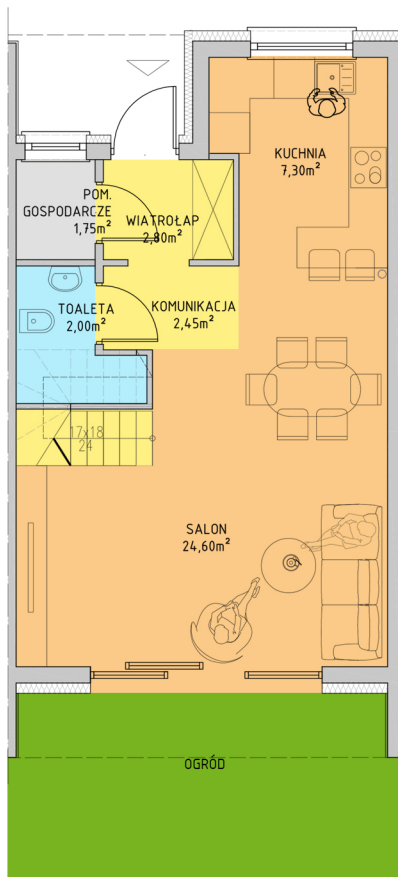 KUCHNIA
7,30m²
POM.
GOSPODARCZE
1,75m²
WIATROŁAP
2,80m²
TOALETA
2,00m²
KOMUNIKACJA
2,45m²
17x18
24
SALON
24,60m²
OGRÓD